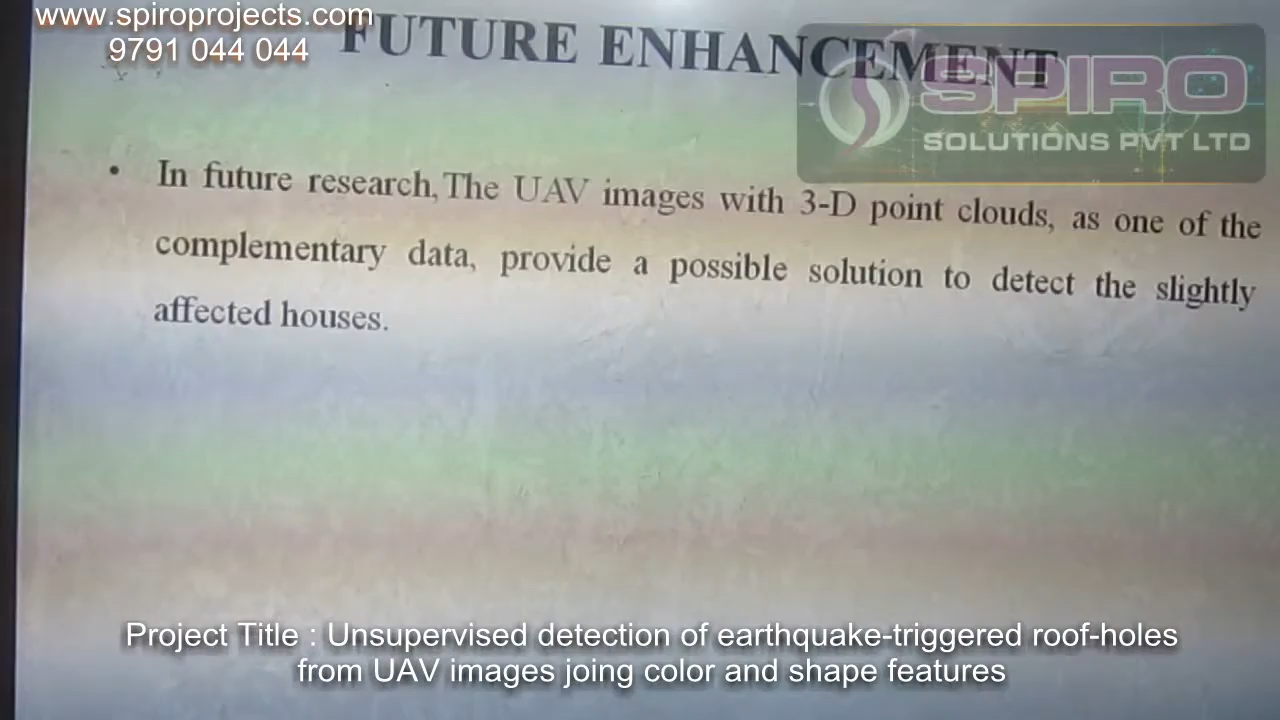 www.spiroprojects.com
9791 044 044
FUTURE ENHANCEMENT
SPIRO
SOLUTIONS PVT LTD
• In future research, The UAV images with 3-D point clouds, as one of the
complementary data, provide a possible solution to detect the slightly
affected houses.
Project Title : Unsupervised detection of earthquake-triggered roof-holes
from UAV images joing color and shape features